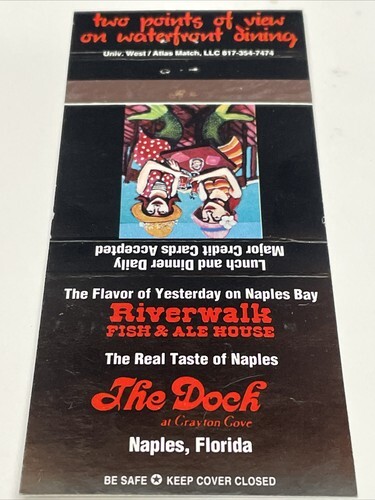 two points of view
on waterfront dining
Univ. West / Atlas Match, LLC 817-354-7474
Lunch and Dinner Daily
Major Credit Cards Accepted
The Flavor of Yesterday on Naples Bay
Riverwalk
FISH & ALE HOUSE
The Real Taste of Naples
The Dock
at Crayton Cove
Naples, Florida
BE SAFE ✪ KEEP COVER CLOSED